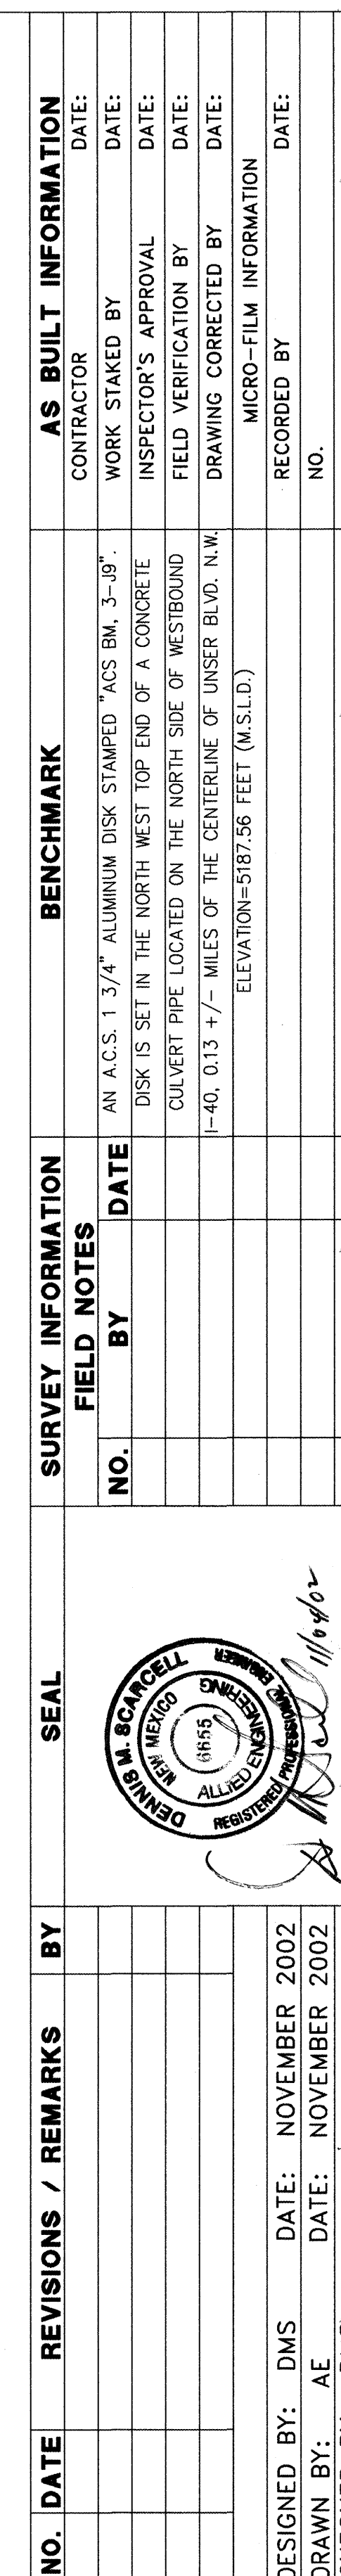 AS BUILT INFORMATION
CONTRACTOR DATE:
WORK STAKED BY DATE:
INSPECTOR'S APPROVAL DATE:
FIELD VERIFICATION BY DATE:
DRAWING CORRECTED BY DATE:
MICRO-FILM INFORMATION
RECORDED BY DATE:
NO.
BENCHMARK
AN A.C.S. 1 3/4" ALUMINUM DISK STAMPED "ACS BM, 3-J9".
DISK IS SET IN THE NORTH WEST TOP END OF A CONCRETE
CULVERT PIPE LOCATED ON THE NORTH SIDE OF WESTBOUND
I-40, 0.13 +/- MILES OF THE CENTERLINE OF UNSER BLVD. N.W.
ELEVATION=5187.56 FEET (M.S.L.D.)
SURVEY INFORMATION
FIELD NOTES
NO. BY DATE
SEAL
DENNIS M. SCARCELL
NEW MEXICO
6655
ALLIED ENGINEERING
REGISTERED PROFESSIONAL ENGINEER
11/04/02
NO. DATE REVISIONS / REMARKS BY
DESIGNED BY: DMS DATE: NOVEMBER 2002
DRAWN BY: AE DATE: NOVEMBER 2002